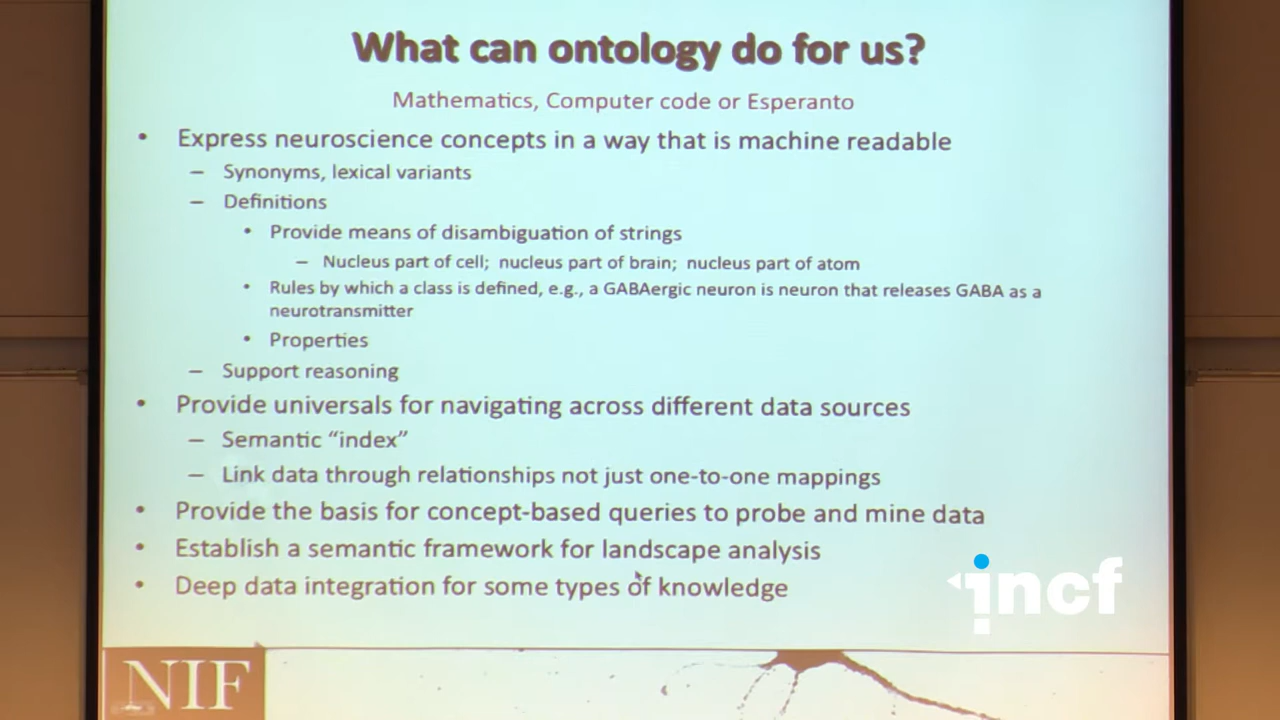 What can ontology do for us?
Mathematics, Computer code or Esperanto
• Express neuroscience concepts in a way that is machine readable
– Synonyms, lexical variants
– Definitions
• Provide means of disambiguation of strings
– Nucleus part of cell; nucleus part of brain; nucleus part of atom
• Rules by which a class is defined, e.g., a GABAergic neuron is neuron that releases GABA as a
neurotransmitter
• Properties
– Support reasoning
• Provide universals for navigating across different data sources
– Semantic “index”
– Link data through relationships not just one-to-one mappings
• Provide the basis for concept-based queries to probe and mine data
• Establish a semantic framework for landscape analysis
• Deep data integration for some types of knowledge
incf
NIF